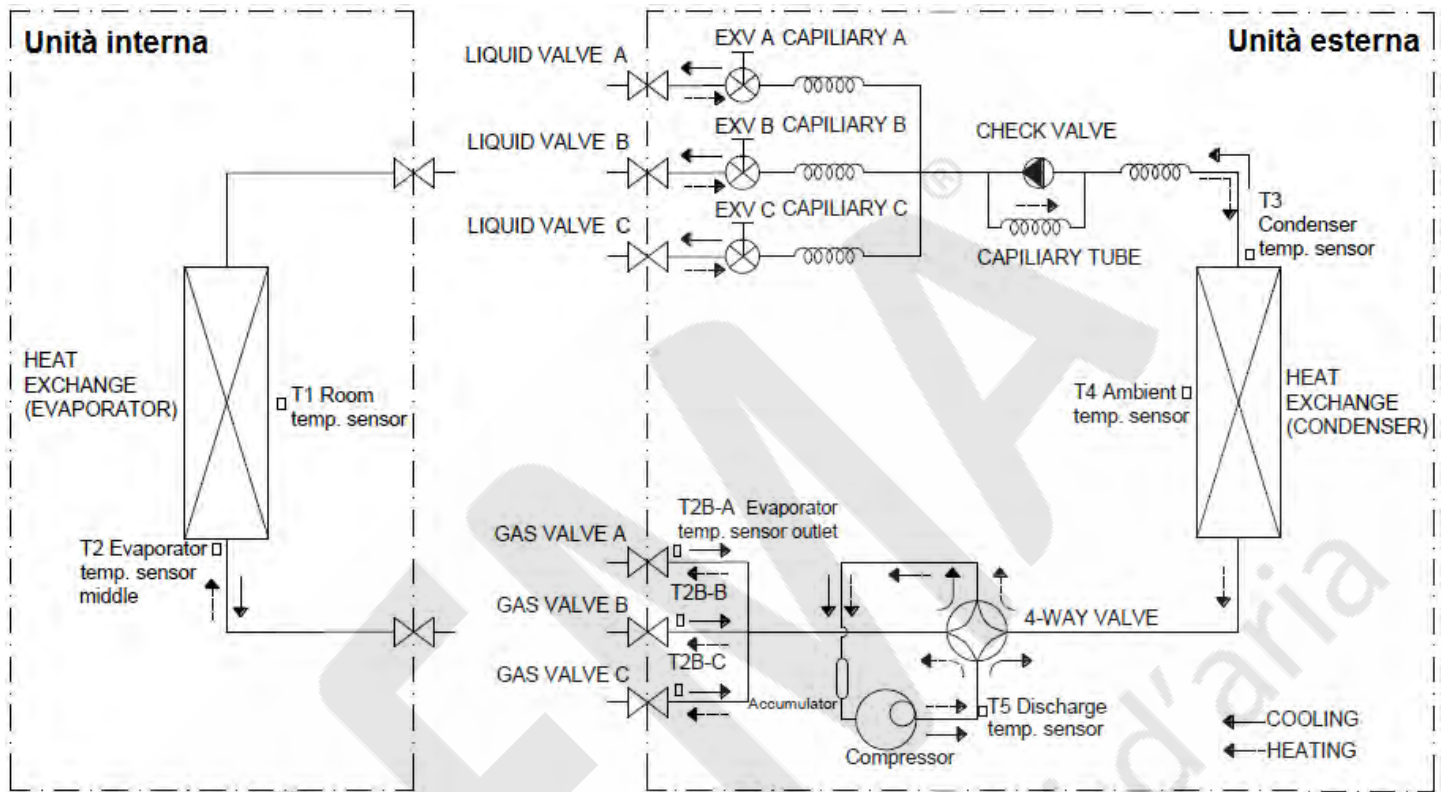 Unità interna
Unità esterna
LIQUID VALVE A
EXV A CAPILIARY A
LIQUID VALVE B
EXV B CAPILIARY B
LIQUID VALVE C
EXV C CAPILIARY C
CHECK VALVE
CAPILIARY TUBE
T3
Condenser
temp. sensor
HEAT
EXCHANGE
(EVAPORATOR)
T1 Room
temp. sensor
T4 Ambient
temp. sensor
HEAT
EXCHANGE
(CONDENSER)
T2 Evaporator
temp. sensor
middle
GAS VALVE A
T2B-A Evaporator
temp. sensor outlet
T2B-B
GAS VALVE B
T2B-C
GAS VALVE C
4-WAY VALVE
Accumulator
Compressor
T5 Discharge
temp. sensor
COOLING
HEATING
EMA
®
d'aria